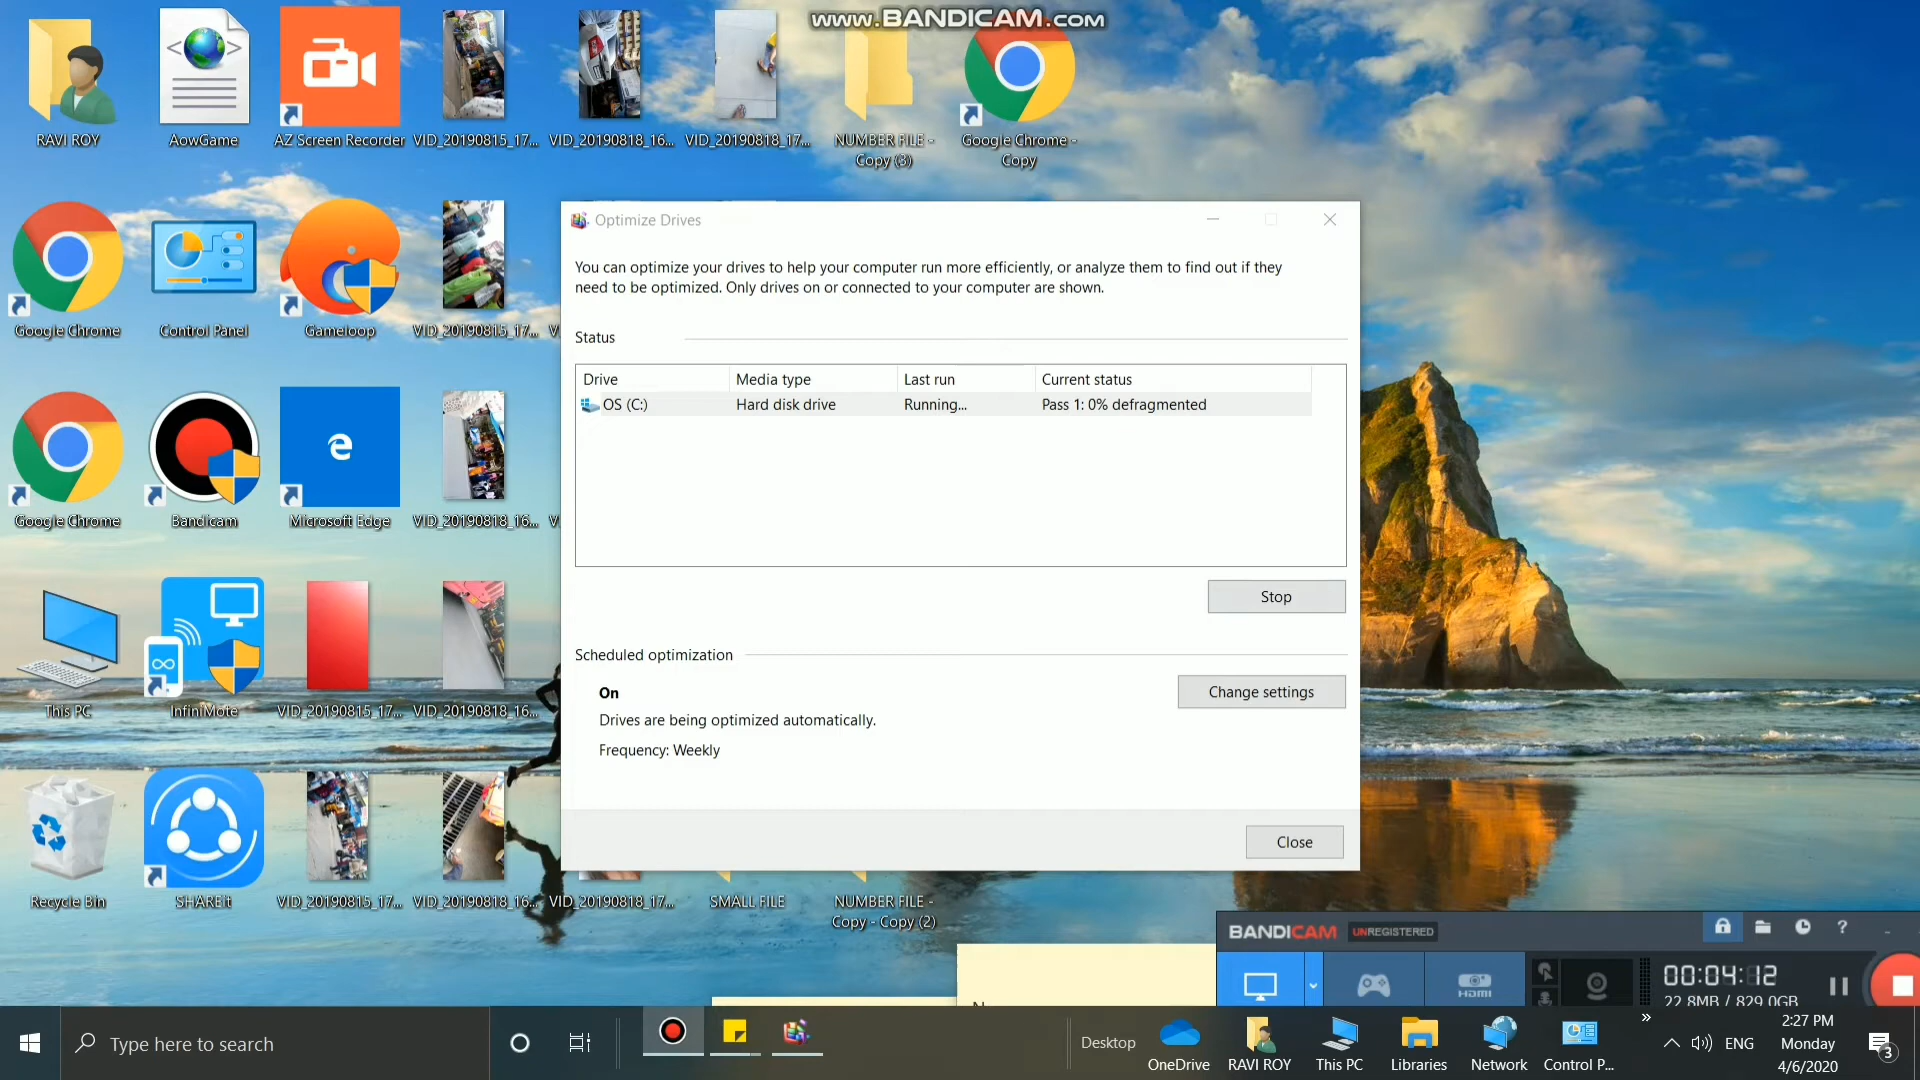 www.BANDICAM.com
RAVI ROY
AowGame
AZ Screen Recorder
VID_20190815_17...
VID_20190818_16...
VID_20190818_17...
NUMBER FILE -
Copy (3)
Google Chrome -
Copy
Google Chrome
Control Panel
Gameloop
VID_20190815_17...
Google Chrome
Bandicam
Microsoft Edge
VID_20190818_16...
This PC
InfiniMote
VID_20190815_17...
VID_20190818_16...
Recycle Bin
SHAREit
VID_20190815_17...
VID_20190818_16...
VID_20190818_17...
SMALL FILE
NUMBER FILE -
Copy - Copy (2)
Optimize Drives
You can optimize your drives to help your computer run more efficiently, or analyze them to find out if they
need to be optimized. Only drives on or connected to your computer are shown.
Status
Drive Media type Last run Current status
OS (C:) Hard disk drive Running... Pass 1: 0% defragmented
Stop
Scheduled optimization
On
Change settings
Drives are being optimized automatically.
Frequency: Weekly
Close
BANDICAM UNREGISTERED
?
HDMI
00:04:12
22.8MB / 829.0GB
Type here to search
Desktop
OneDrive
RAVI ROY
This PC
Libraries
Network
Control P...
ENG
2:27 PM
Monday
4/6/2020
3